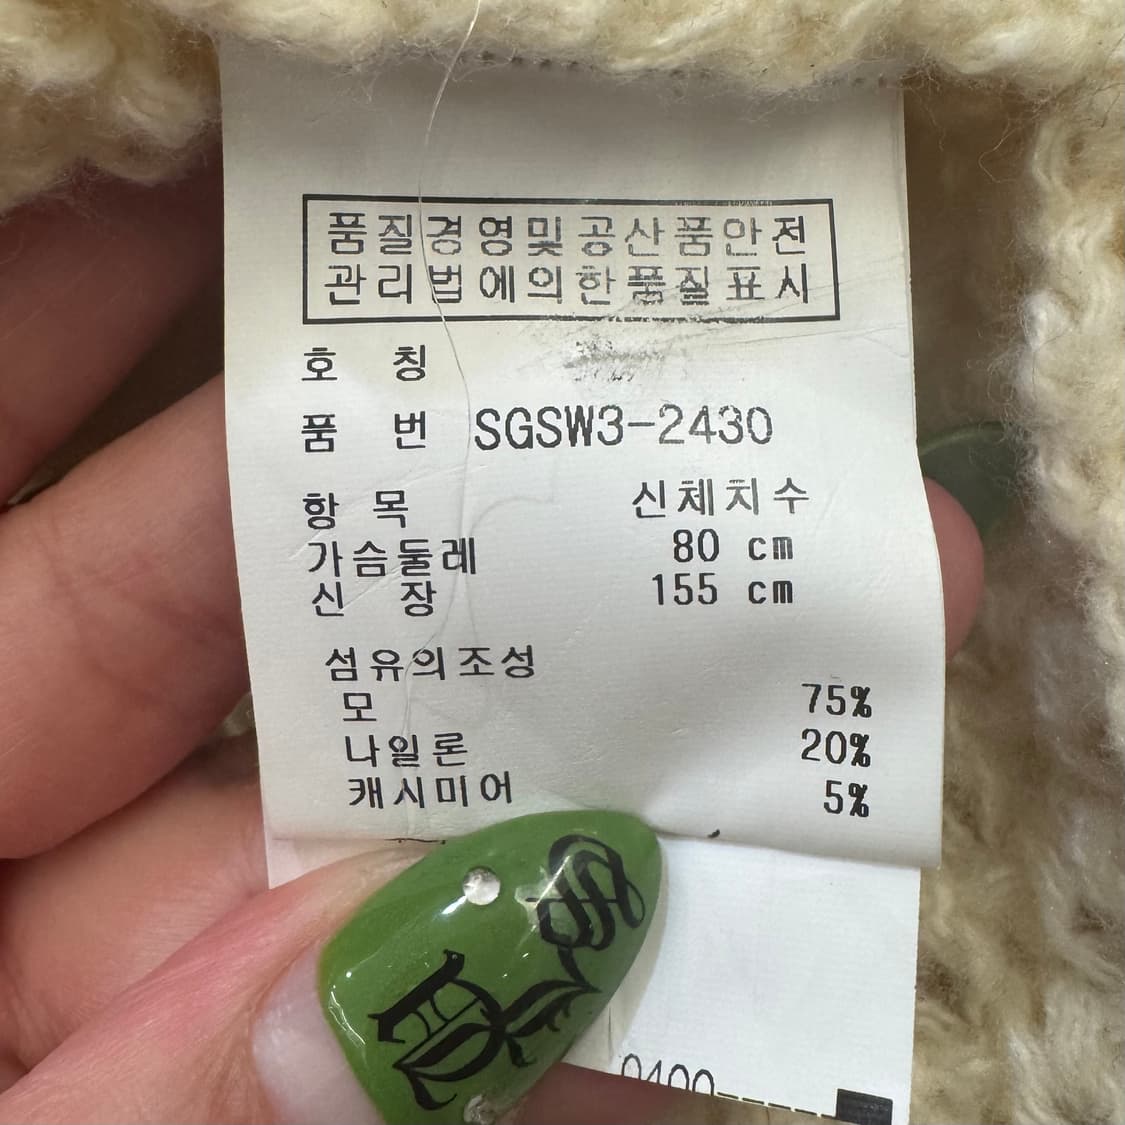 품질경영및공산품안전
관리법에의한품질표시
호 칭
품 번 SGSW3-2430
항 목 신체치수
가슴둘레 80 cm
신 장 155 cm
섬유의조성
모 75%
나일론 20%
캐시미어 5%